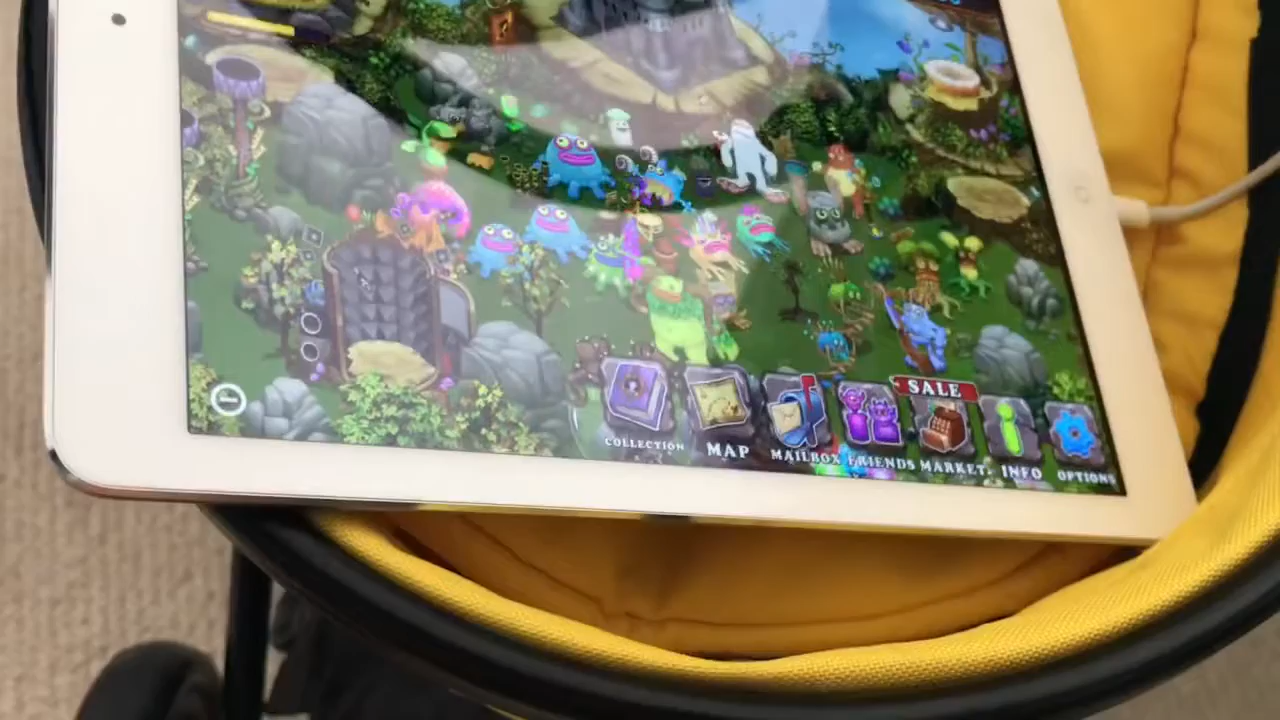 SALE
COLLECTION
MAP
MAILBOX
FRIENDS
MARKET
INFO
OPTIONS